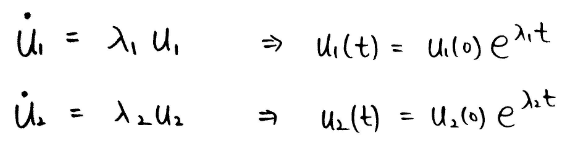 u̇₁ = λ₁ u₁ ⇒ u₁(t) = u₁(0) e^{λ₁t}
u̇₂ = λ₂ u₂ ⇒ u₂(t) = u₂(0) e^{λ₂t}